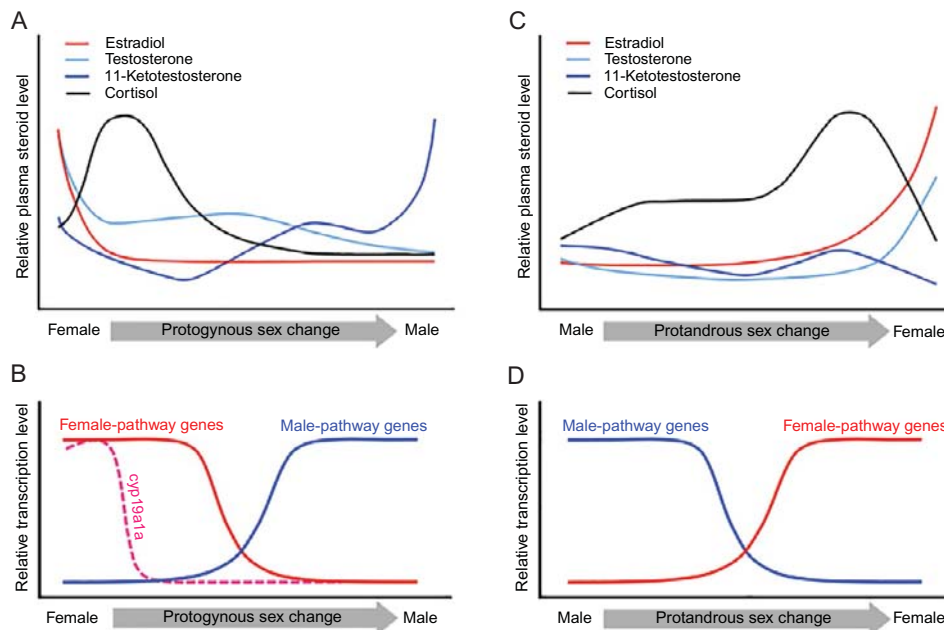 A
Estradiol
Testosterone
11-Ketotestosterone
Cortisol
Relative plasma steroid level
Female
Protogynous sex change
Male
C
Estradiol
Testosterone
11-Ketotestosterone
Cortisol
Relative plasma steroid level
Male
Protandrous sex change
Female
B
Female-pathway genes
Male-pathway genes
cyp19a1a
Relative transcription level
Female
Protogynous sex change
Male
D
Male-pathway genes
Female-pathway genes
Relative transcription level
Male
Protandrous sex change
Female